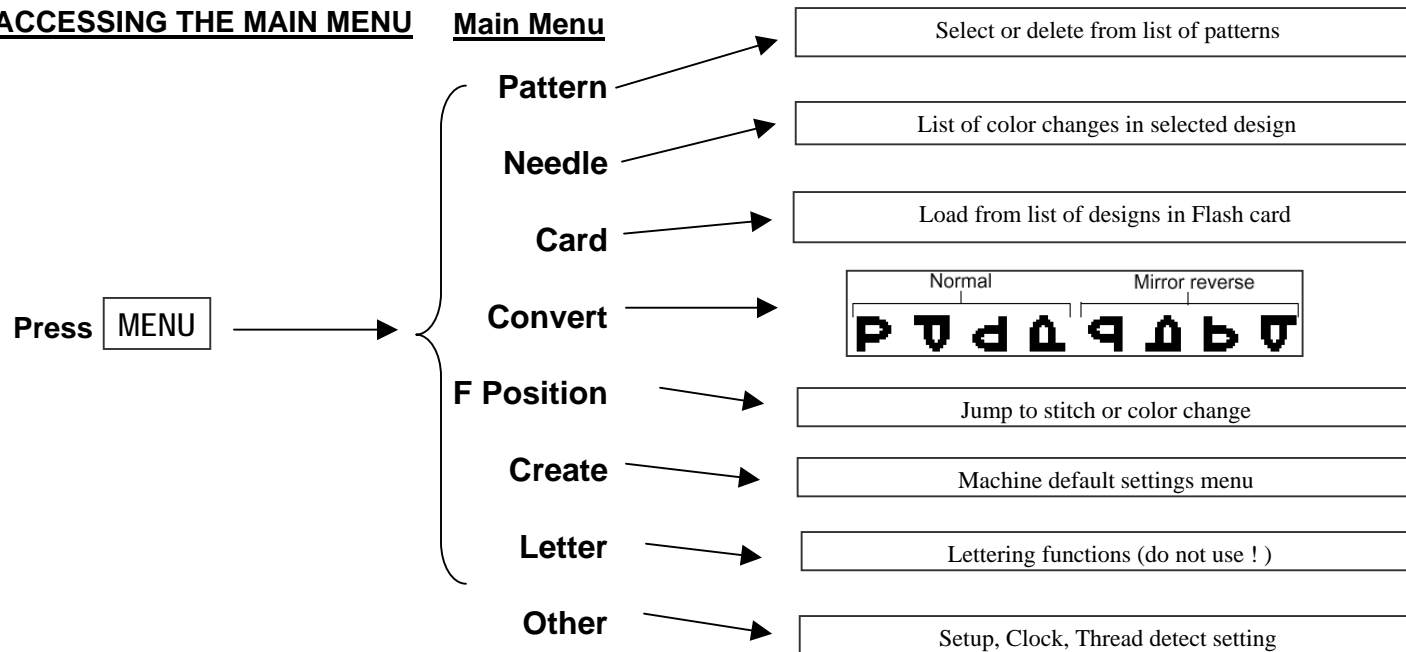 ACCESSING THE MAIN MENU
Main Menu
Pattern
Select or delete from list of patterns
Needle
List of color changes in selected design
Card
Load from list of designs in Flash card
Press MENU
Convert
Normal Mirror reverse
F Position
Jump to stitch or color change
Create
Machine default settings menu
Letter
Lettering functions (do not use ! )
Other
Setup, Clock, Thread detect setting